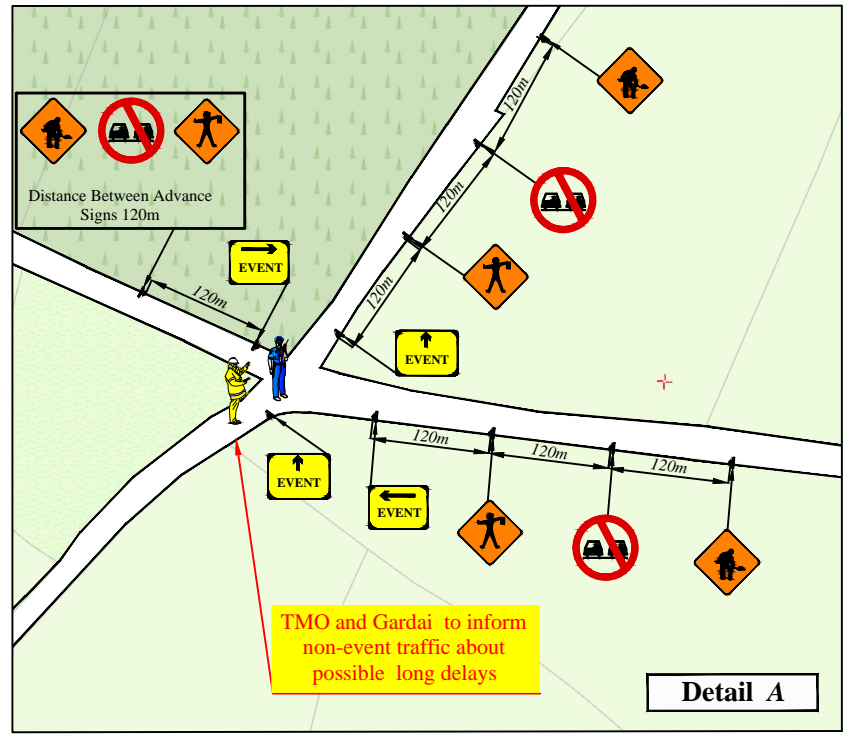 Distance Between Advance
Signs 120m
EVENT
120m
120m
120m
120m
EVENT
EVENT
EVENT
120m
120m
120m
TMO and Gardai to inform
non-event traffic about
possible long delays
Detail A